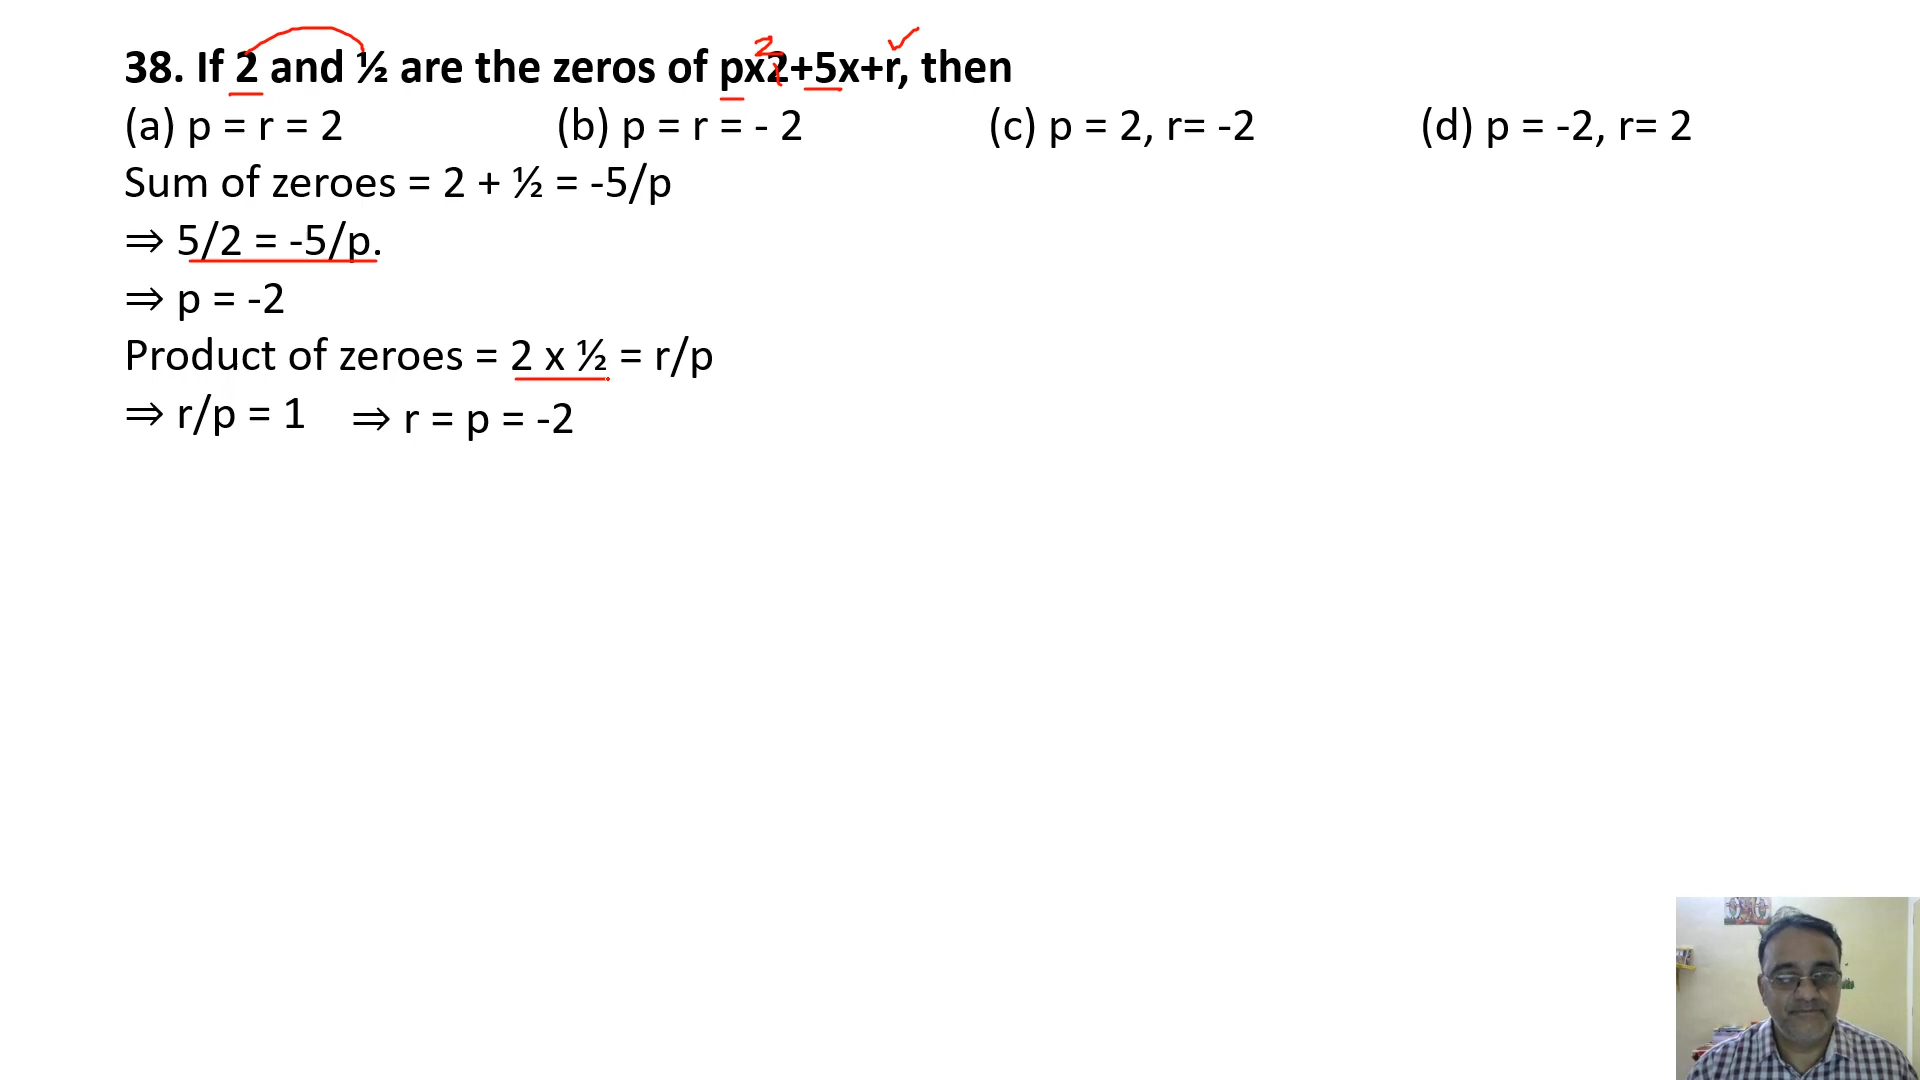 38. If 2 and ½ are the zeros of px2+5x+r, then
(a) p = r = 2 (b) p = r = - 2 (c) p = 2, r= -2 (d) p = -2, r= 2
Sum of zeroes = 2 + ½ = -5/p
⇒ 5/2 = -5/p.
⇒ p = -2
Product of zeroes = 2 x ½ = r/p
⇒ r/p = 1 ⇒ r = p = -2